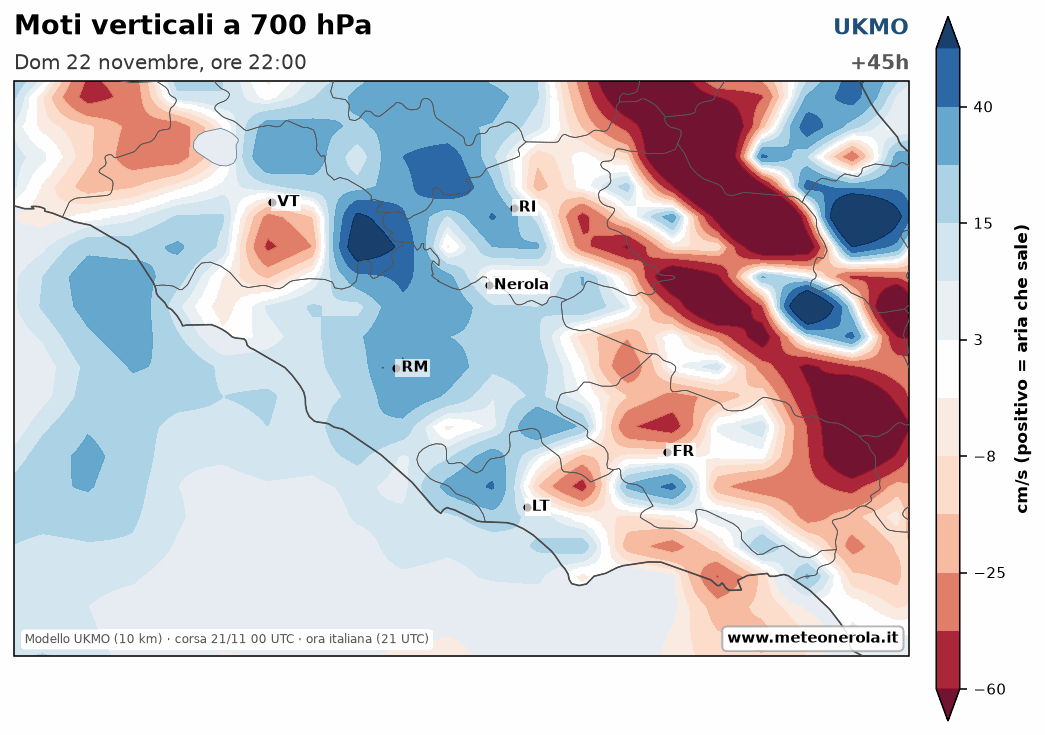 Moti verticali a 700 hPa
UKMO
Dom 22 novembre, ore 22:00
+45h
VT
RI
Nerola
RM
FR
LT
40
15
3
−8
−25
−60
cm/s (positivo = aria che sale)
Modello UKMO (10 km) · corsa 21/11 00 UTC · ora italiana (21 UTC)
www.meteonerola.it